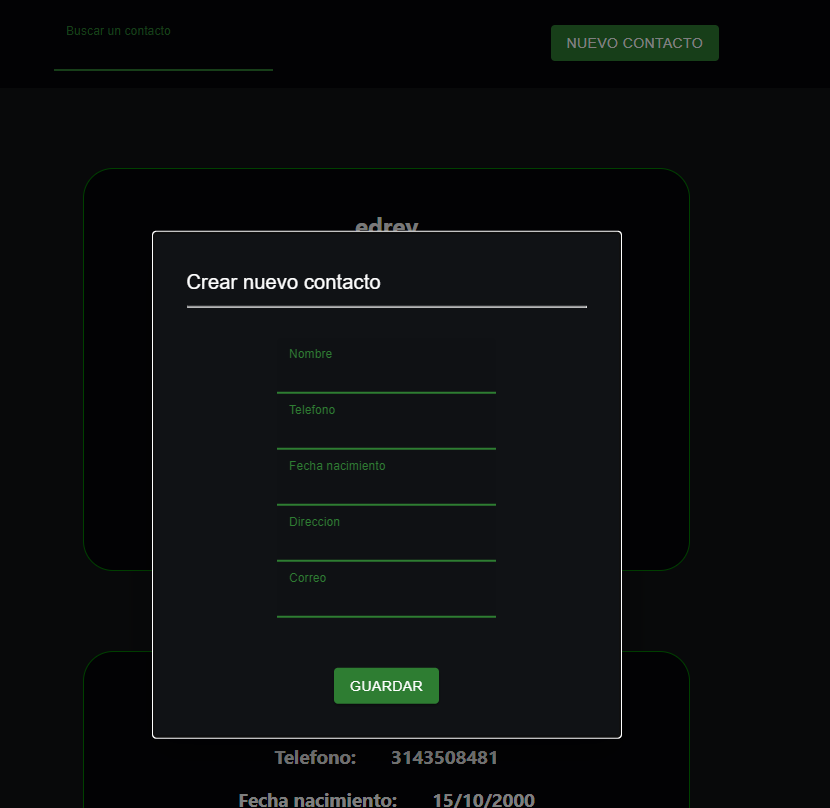 Buscar un contacto
NUEVO CONTACTO
edrey
Crear nuevo contacto
Nombre
Telefono
Fecha nacimiento
Direccion
Correo
GUARDAR
Telefono: 3143508481
Fecha nacimiento: 15/10/2000